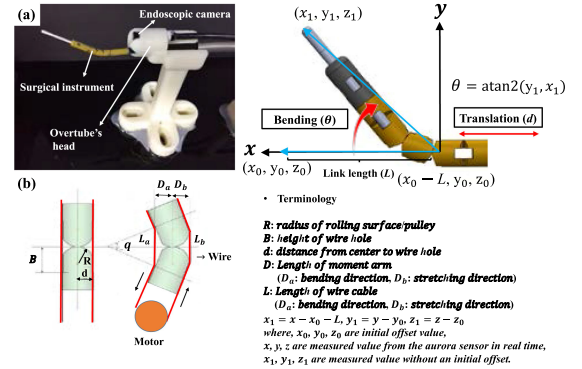 (a)
Endoscopic camera
Surgical instrument
Overtube's
head
(x₁, y₁, z₁)
y
θ = atan2(y₁, x₁)
Bending (θ)
Translation (d)
x
(x₀, y₀, z₀)
Link length (L)
(x₀ − L, y₀, z₀)
(b)
Dₐ D_b
Lₐ
q
L_b
→ Wire
B
R
d
Motor
• Terminology
R: radius of rolling surface/pulley
B: height of wire hole
d: distance from center to wire hole
D: Length of moment arm
(Dₐ: bending direction, D_b: stretching direction)
L: Length of wire cable
(Dₐ: bending direction, D_b: stretching direction)
x₁ = x − x₀ − L, y₁ = y − y₀, z₁ = z − z₀
where, x₀, y₀, z₀ are initial offset value,
x, y, z are measured value from the aurora sensor in real time,
x₁, y₁, z₁ are measured value without an initial offset.